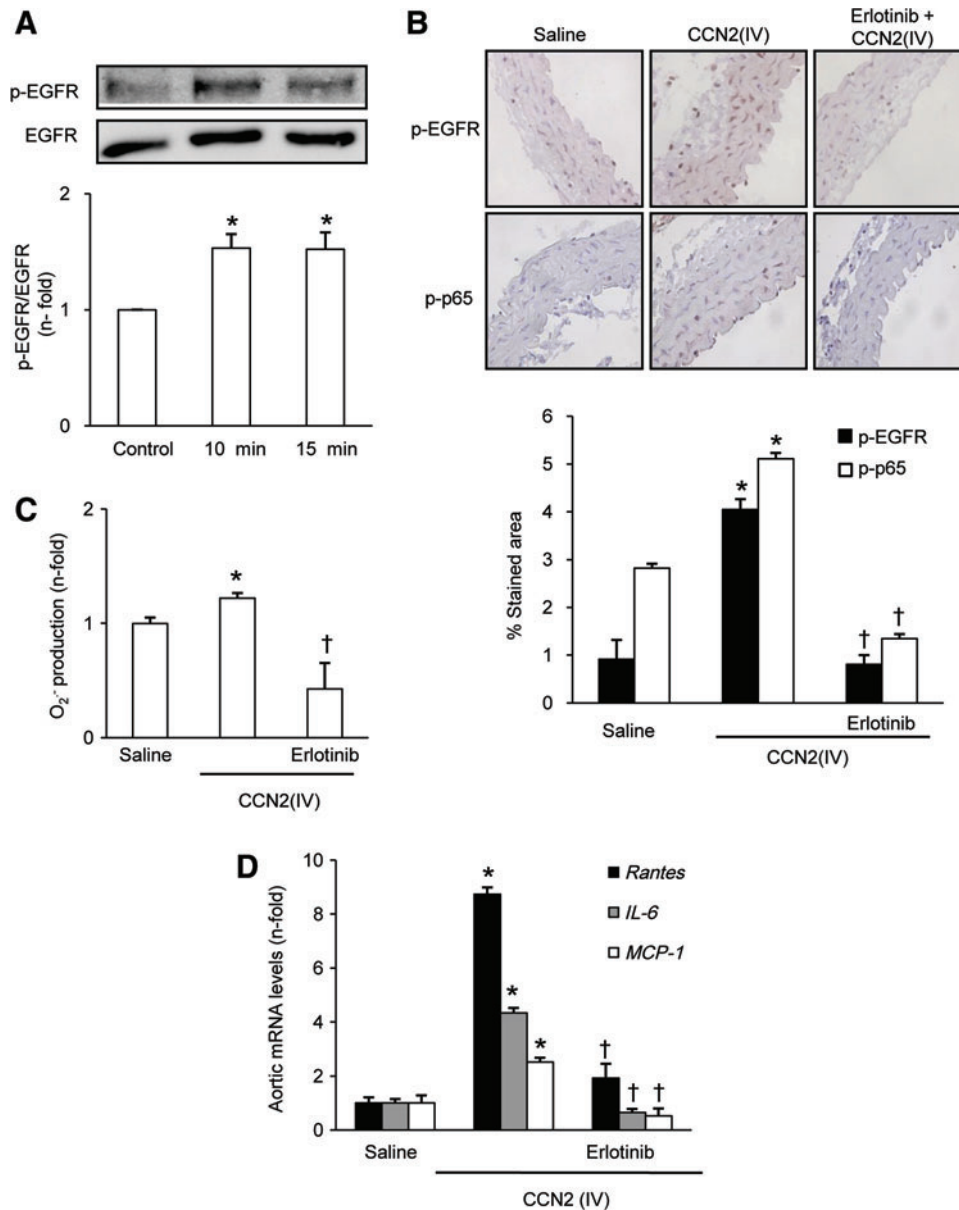 A
p-EGFR
EGFR
p-EGFR/EGFR
(n- fold)
2
1
0
*
*
Control
10 min
15 min
B
Saline
CCN2(IV)
Erlotinib +
CCN2(IV)
p-EGFR
p-p65
% Stained area
6
5
4
3
2
1
0
p-EGFR
p-p65
*
*
†
†
Saline
Erlotinib
CCN2(IV)
C
O2·- production (n-fold)
2
1
0
*
†
Saline
Erlotinib
CCN2(IV)
D
Aortic mRNA levels (n-fold)
10
8
6
4
2
0
Rantes
IL-6
MCP-1
*
*
*
†
†
†
Saline
Erlotinib
CCN2 (IV)